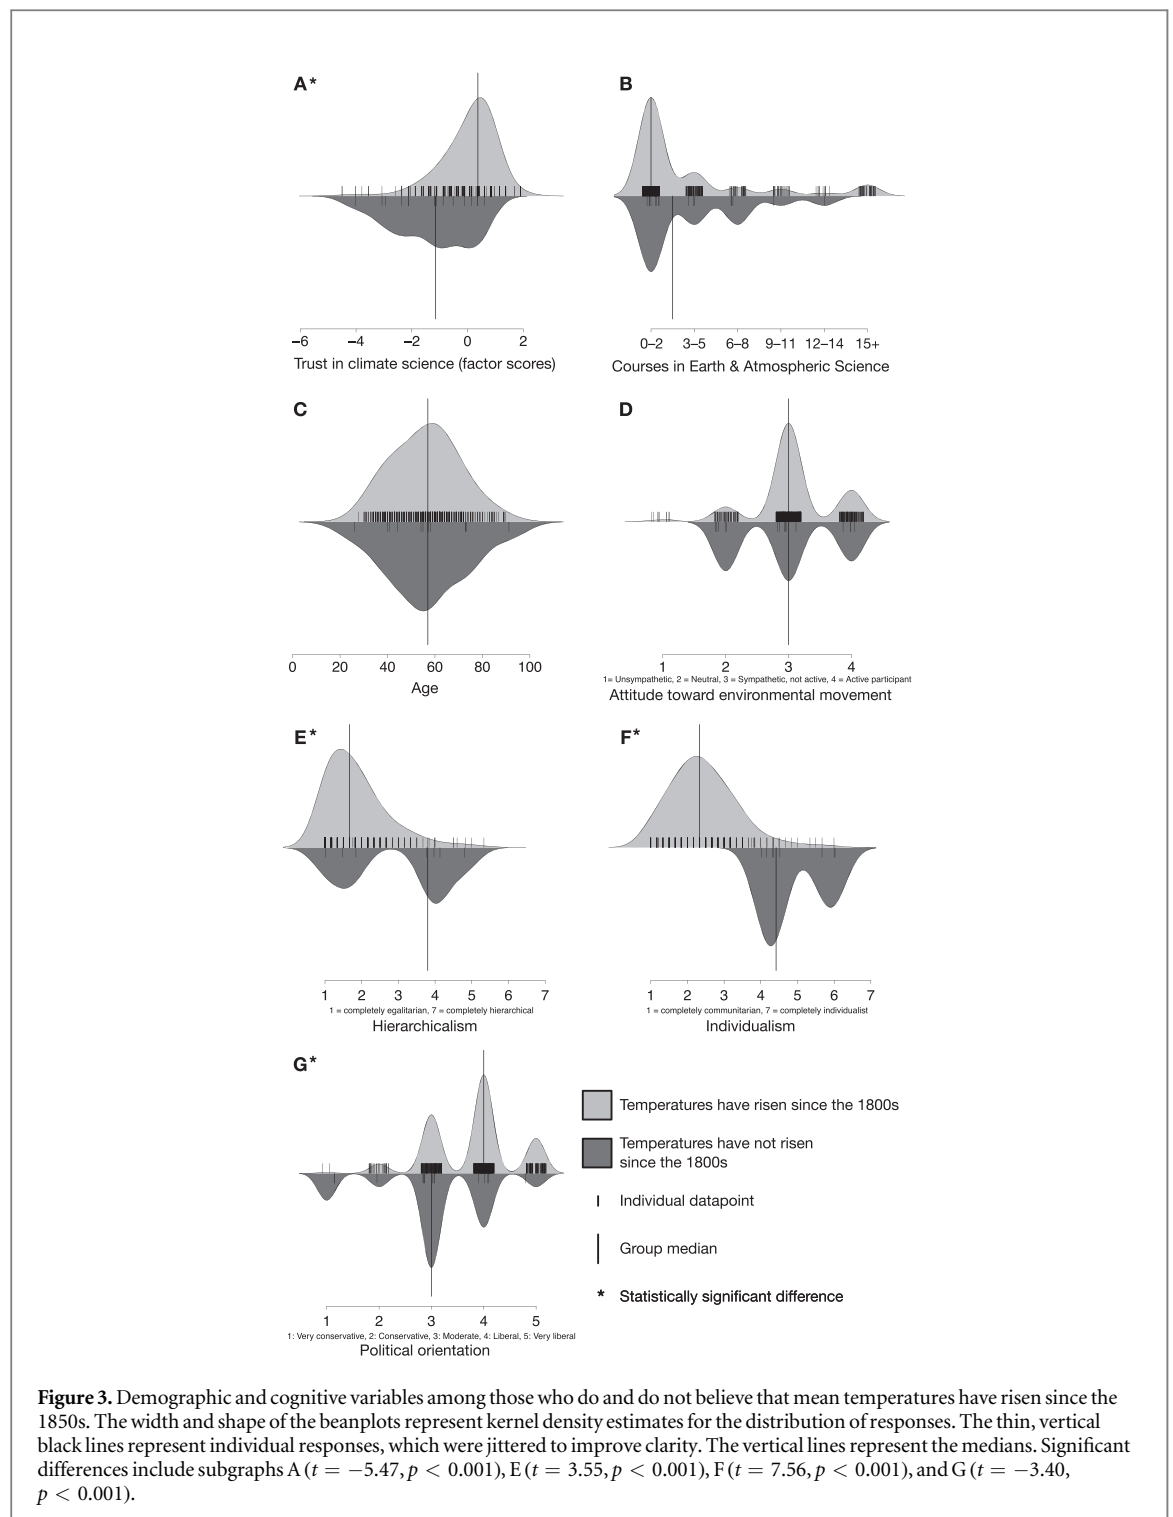 A*
B
−6 −4 −2 0 2
Trust in climate science (factor scores)
0–2 3–5 6–8 9–11 12–14 15+
Courses in Earth & Atmospheric Science
C
D
0 20 40 60 80 100
Age
1 2 3 4
1= Unsympathetic, 2 = Neutral, 3 = Sympathetic, not active, 4 = Active participant
Attitude toward environmental movement
E*
F*
1 2 3 4 5 6 7
1 = completely egalitarian, 7 = completely hierarchical
Hierarchicalism
1 2 3 4 5 6 7
1 = completely communitarian, 7 = completely individualist
Individualism
G*
1 2 3 4 5
1: Very conservative, 2: Conservative, 3: Moderate, 4: Liberal, 5: Very liberal
Political orientation
Temperatures have risen since the 1800s
Temperatures have not risen
since the 1800s
Individual datapoint
Group median
* Statistically significant difference
Figure 3. Demographic and cognitive variables among those who do and do not believe that mean temperatures have risen since the
1850s. The width and shape of the beanplots represent kernel density estimates for the distribution of responses. The thin, vertical
black lines represent individual responses, which were jittered to improve clarity. The vertical lines represent the medians. Significant
differences include subgraphs A (t = −5.47, p < 0.001), E (t = 3.55, p < 0.001), F (t = 7.56, p < 0.001), and G (t = −3.40,
p < 0.001).